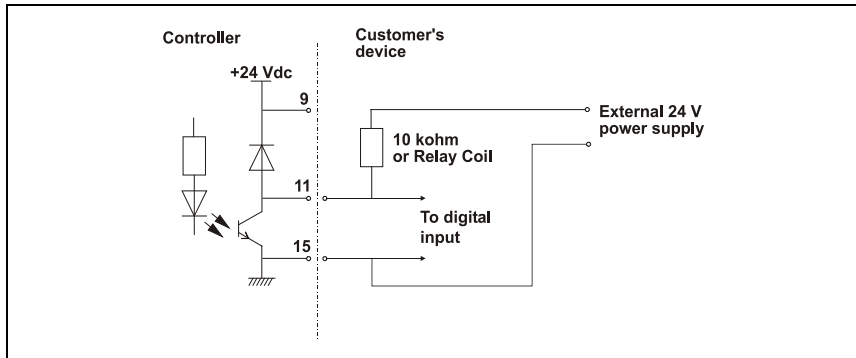 Controller
Customer's
device
+24 Vdc
9
External 24 V
power supply
10 kohm
or Relay Coil
11
To digital
input
15